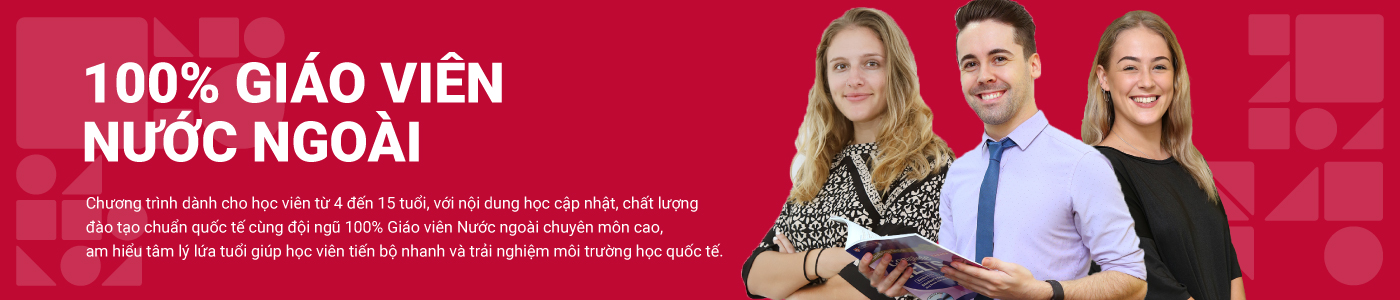 100% GIÁO VIÊN
NƯỚC NGOÀI
Chương trình dành cho học viên từ 4 đến 15 tuổi, với nội dung học cập nhật, chất lượng
đào tạo chuẩn quốc tế cùng đội ngũ 100% Giáo viên Nước ngoài chuyên môn cao,
am hiểu tâm lý lứa tuổi giúp học viên tiến bộ nhanh và trải nghiệm môi trường học quốc tế.